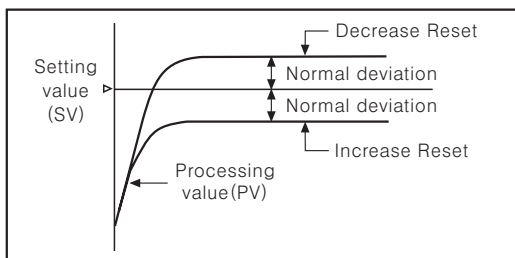 Decrease Reset
Setting
value
(SV)
Normal deviation
Normal deviation
Increase Reset
Processing
value(PV)